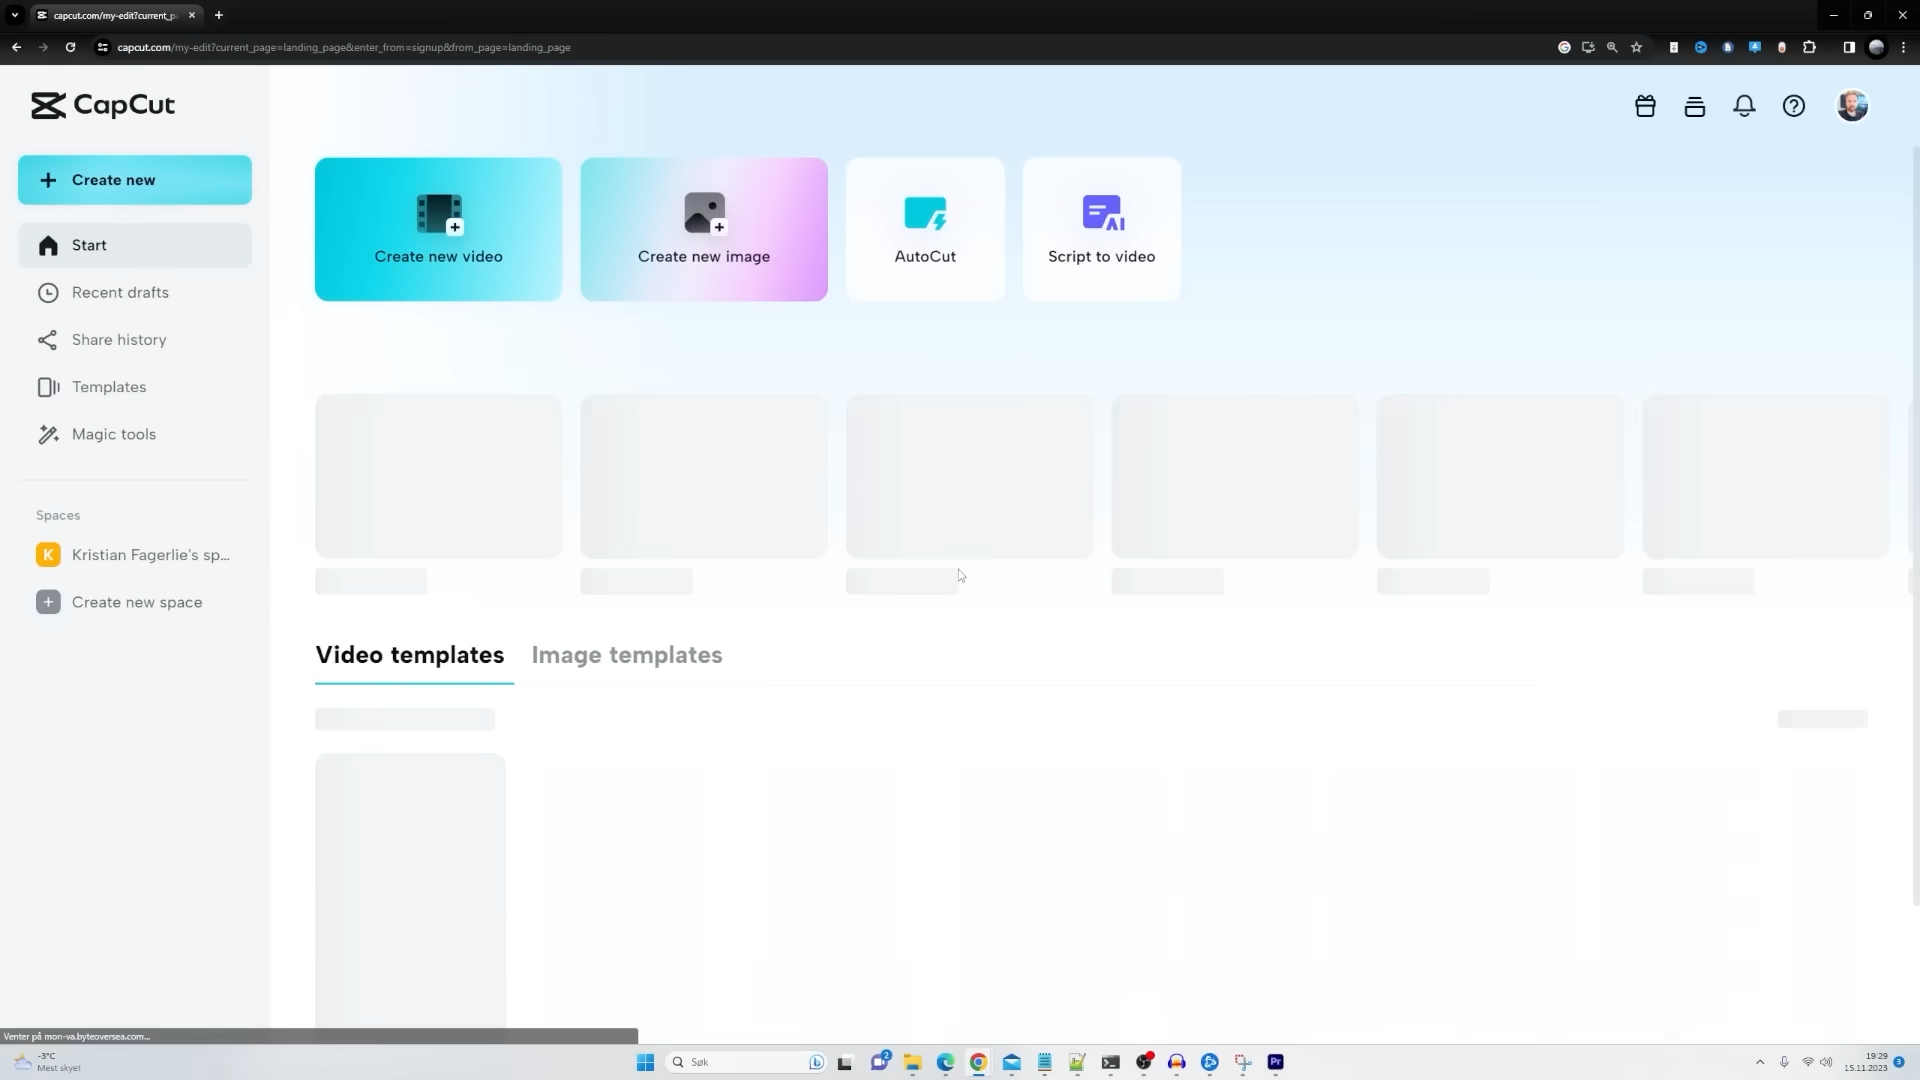 capcut.com/my-edit?current_p
capcut.com/my-edit?current_page=landing_page&enter_from=signup&from_page=landing_page
CapCut
Create new
Start
Recent drafts
Share history
Templates
Magic tools
Spaces
K Kristian Fagerlie's sp...
Create new space
Create new video
Create new image
AutoCut
AI
Script to video
Video templates
Image templates
Venter på mon-va.byteoversea.com...
-3°C
Mest skyet
Søk
2
Pr
19:29
15.11.2023
3